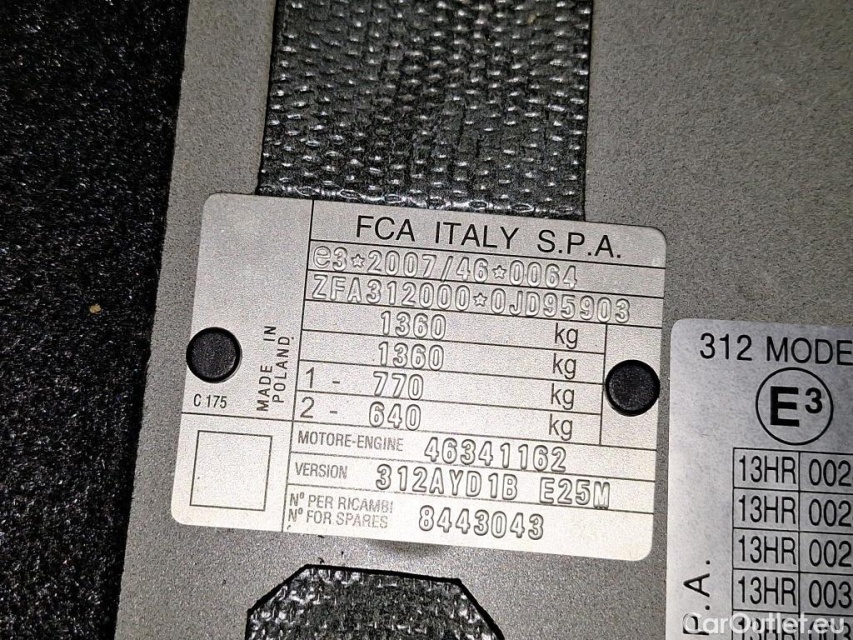 FCA ITALY S.P.A.
e3*2007/46*0064
ZFA312000*0JD95903
1360 kg
1360 kg
1 - 770 kg
2 - 640 kg
MADE IN
POLAND
C 175
MOTORE-ENGINE 46341162
VERSION 312AYD1B E25M
N° PER RICAMBI
N° FOR SPARES 8443043
312 MODE
E3
13HR 002
13HR 002
13HR 002
13HR 003
P.A.
CarOutlet.eu